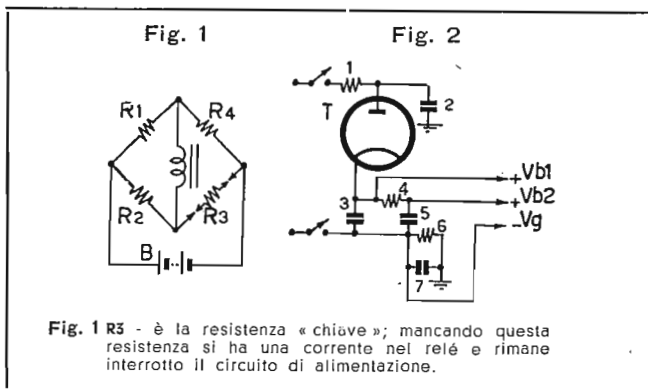 Fig. 1
Fig. 2
R1
R4
R2
R3
B
1
T
2
3
4
5
6
7
+Vb1
+Vb2
-Vg
Fig. 1 R3 - è la resistenza « chiave »; mancando questa
resistenza si ha una corrente nel relé e rimane
interrotto il circuito di alimentazione.